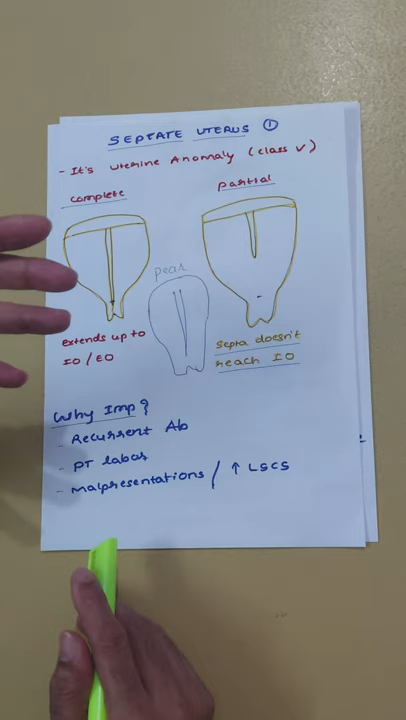 SEPTATE UTERUS ①
- It's uterine Anomaly (class V)
complete
partial
pear
extends up to
IO / EO
Septa doesn't
reach IO
Why Imp?
- Recurrent Ab
- PT labor
- Malpresentations / ↑ LSCS